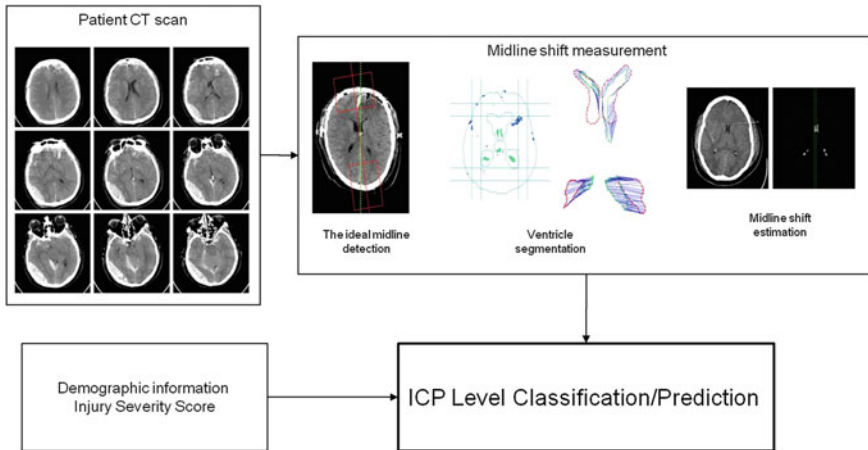 Patient CT scan
Midline shift measurement
The ideal midline
detection
Ventricle
segmentation
Midline shift
estimation
Demographic information
Injury Severity Score
ICP Level Classification/Prediction